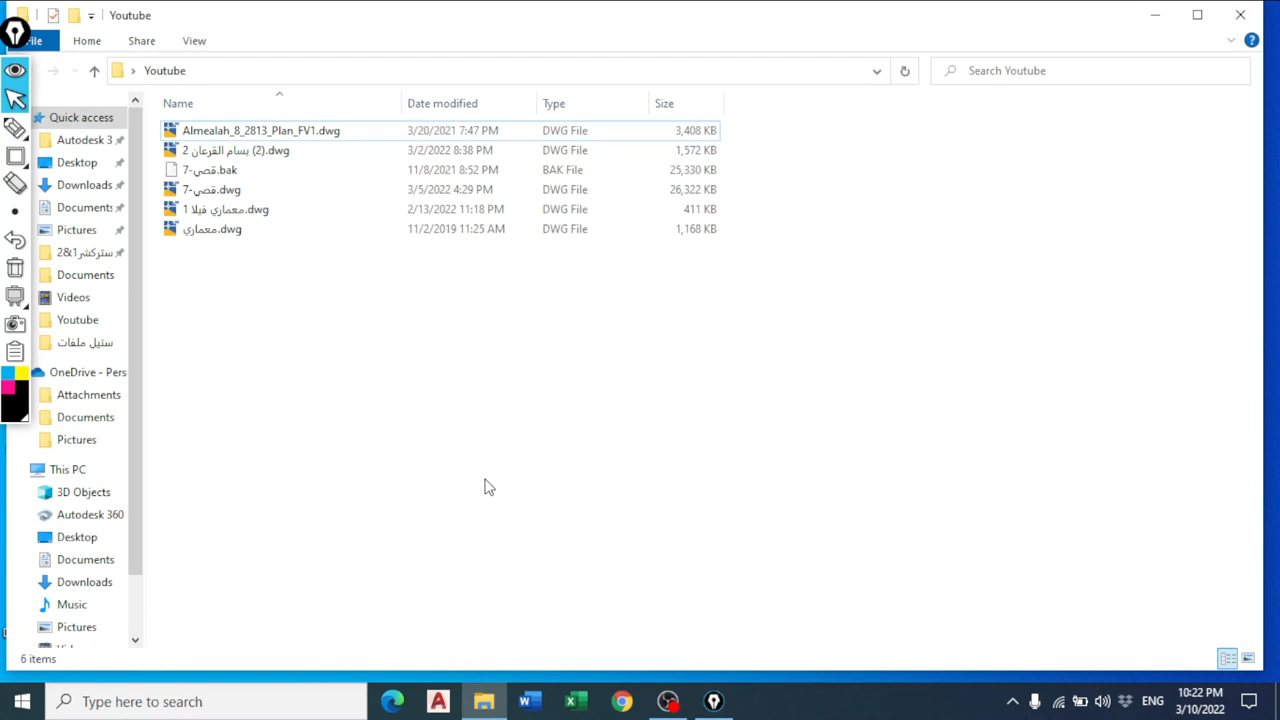 Youtube
File
Home
Share
View
Youtube
Search Youtube
Name
Date modified
Type
Size
Almealah_8_2813_Plan_FV1.dwg
3/20/2021 7:47 PM
DWG File
3,408 KB
2 بسام القرعان (2).dwg
3/2/2022 8:38 PM
DWG File
1,572 KB
7-قصي.bak
11/8/2021 8:52 PM
BAK File
25,330 KB
7-قصي.dwg
3/5/2022 4:29 PM
DWG File
26,322 KB
1 معماري فيلا.dwg
2/13/2022 11:18 PM
DWG File
411 KB
معماري.dwg
11/2/2019 11:25 AM
DWG File
1,168 KB
Quick access
Autodesk 3
Desktop
Downloads
Documents
Pictures
ستركشر1&2
Documents
Videos
Youtube
ستيل ملفات
OneDrive - Pers
Attachments
Documents
Pictures
This PC
3D Objects
Autodesk 360
Desktop
Documents
Downloads
Music
Pictures
6 items
Type here to search
ENG
10:22 PM
3/10/2022